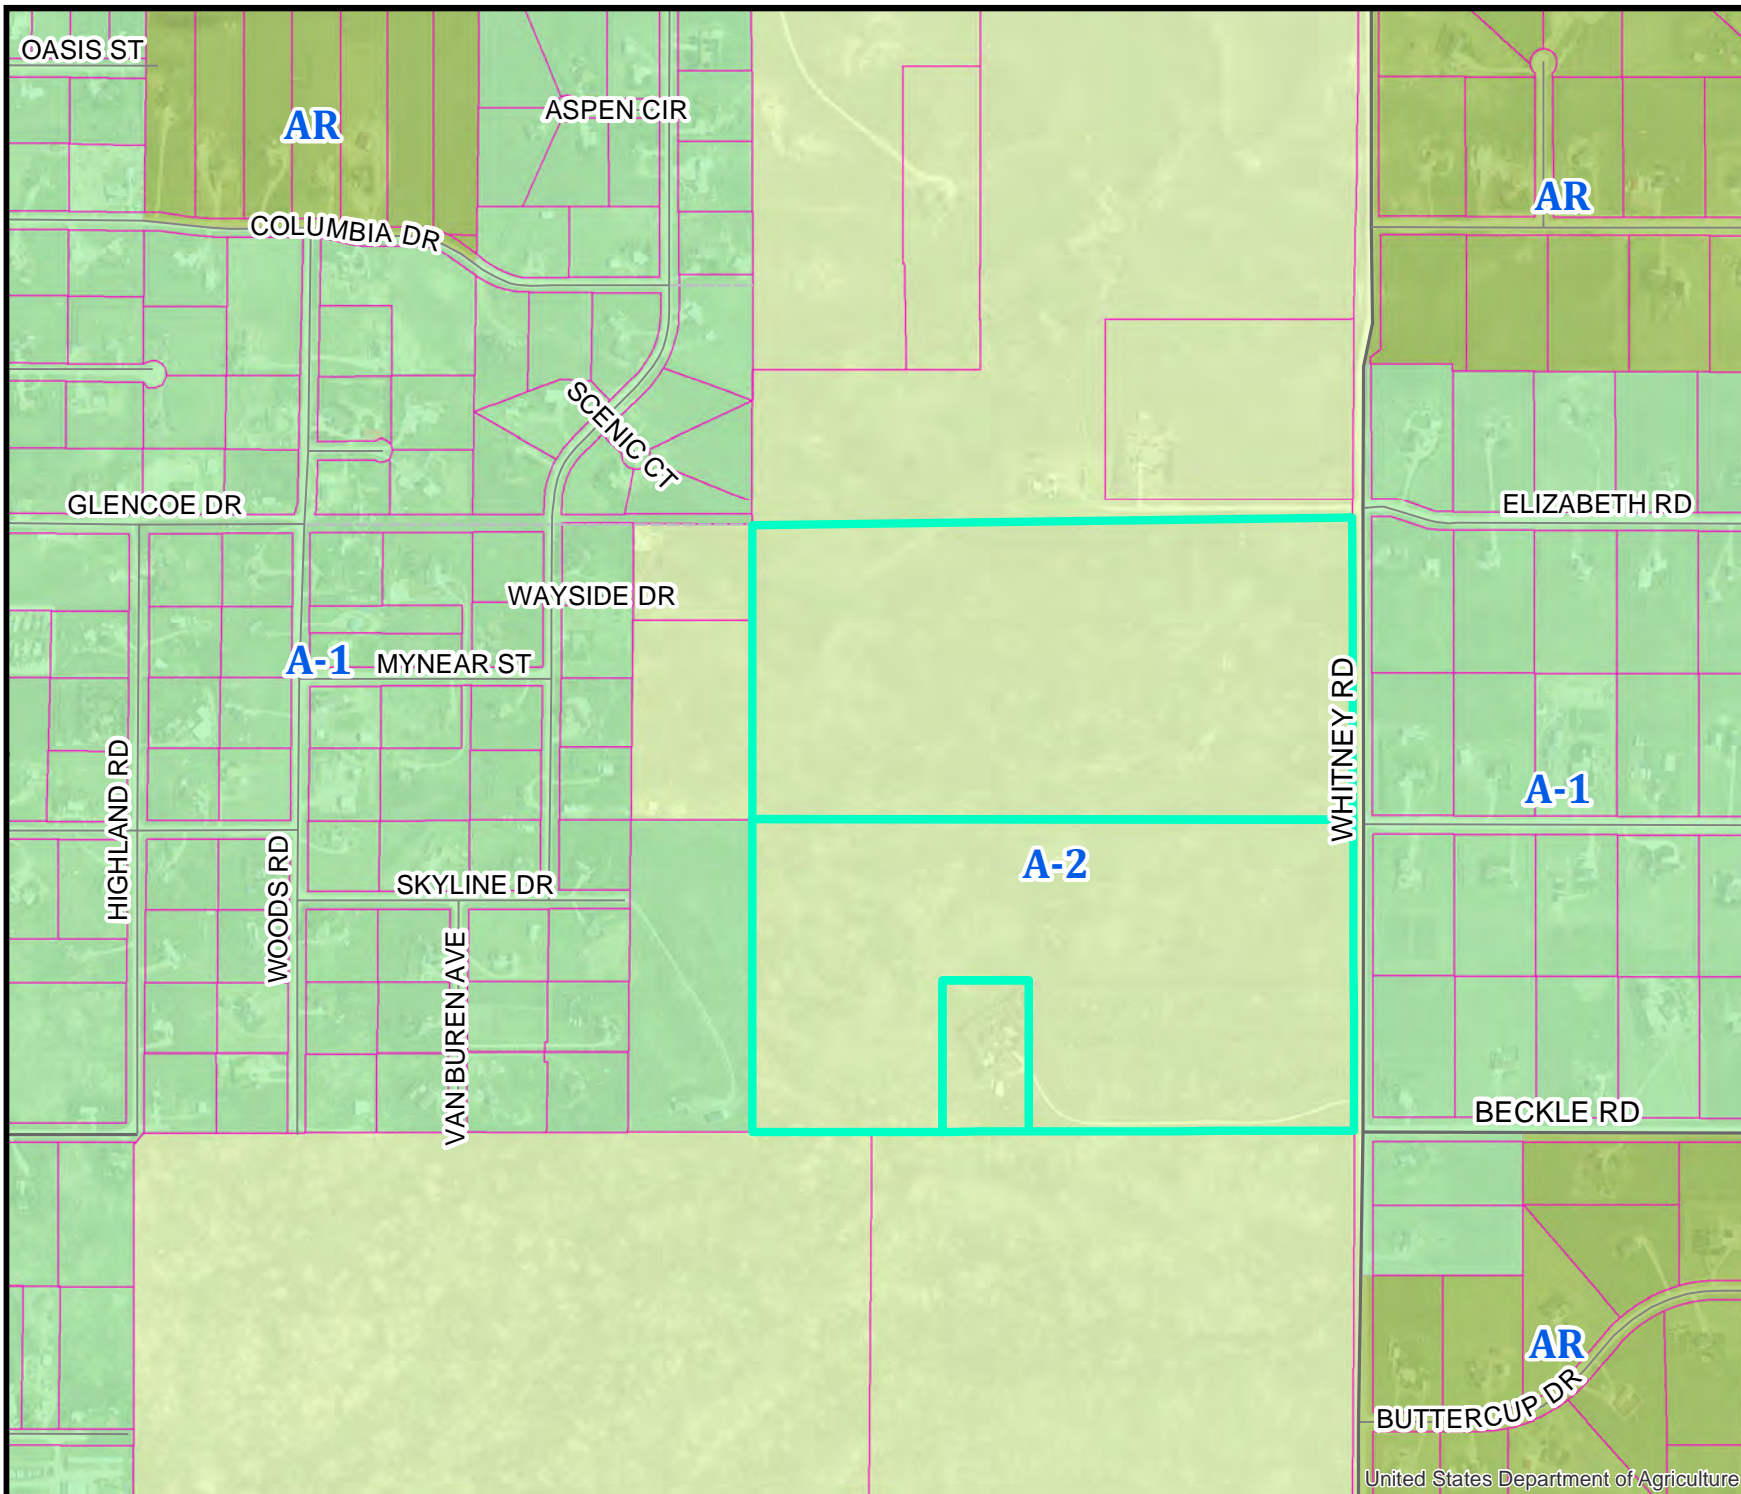 OASIS ST
ASPEN CIR
AR
AR
COLUMBIA DR
SCENIC CT
GLENCOE DR
ELIZABETH RD
WAYSIDE DR
A-1
MYNEAR ST
WHITNEY RD
HIGHLAND RD
A-1
WOODS RD
A-2
SKYLINE DR
VAN BUREN AVE
BECKLE RD
AR
BUTTERCUP DR
United States Department of Agriculture